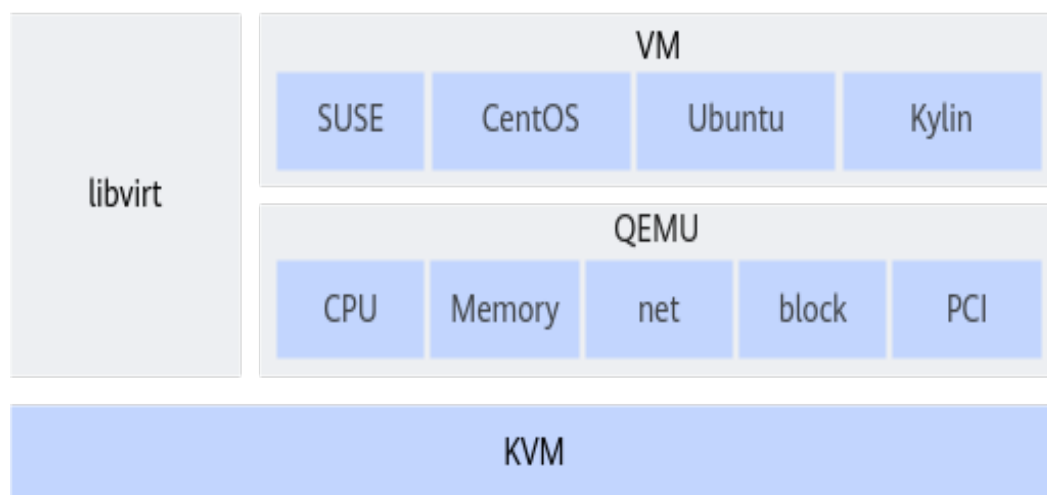 libvirt
VM
SUSE CentOS Ubuntu Kylin
QEMU
CPU Memory net block PCI
KVM